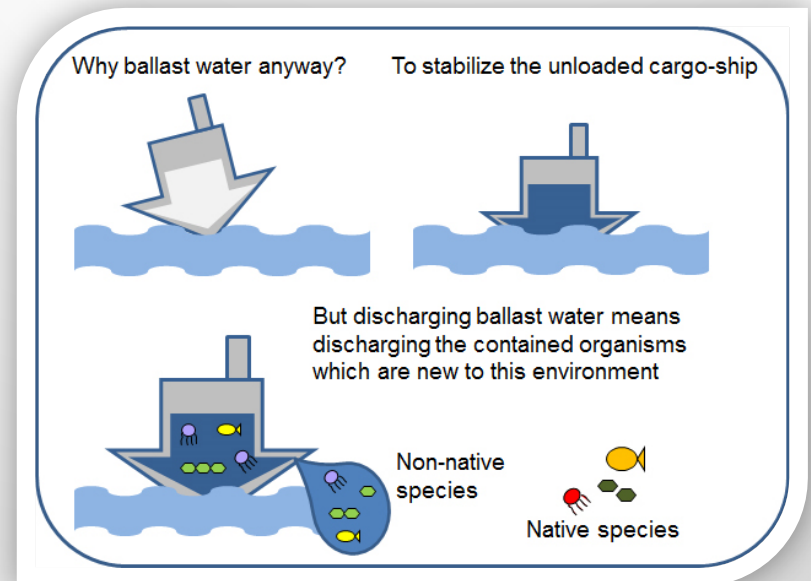 Why ballast water anyway?
To stabilize the unloaded cargo-ship
But discharging ballast water means
discharging the contained organisms
which are new to this environment
Non-native
species
Native species